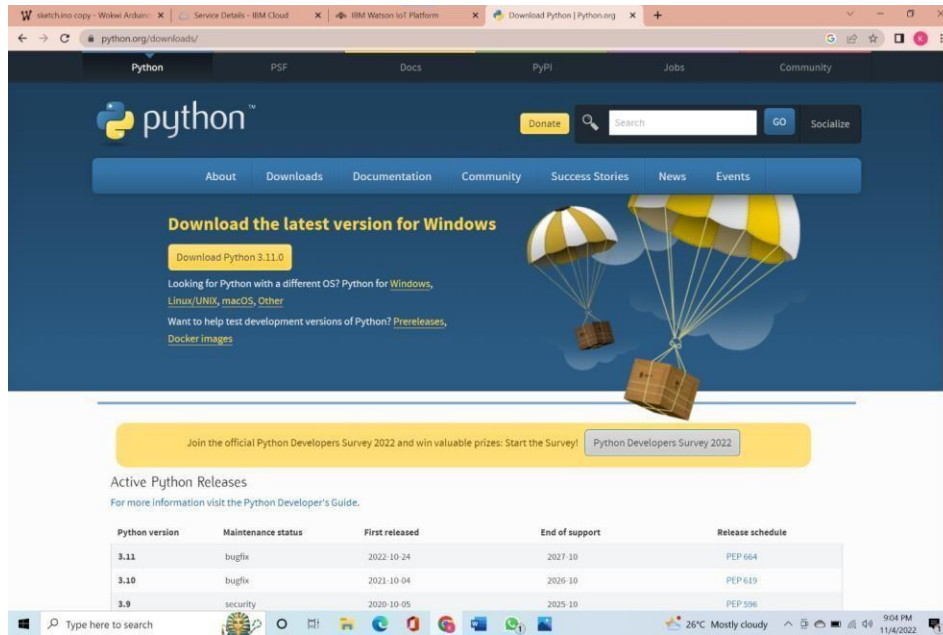 sketch.ino copy - Wokwi Arduino
Service Details - IBM Cloud
IBM Watson IoT Platform
Download Python | Python.org
python.org/downloads/
Python
PSF
Docs
PyPI
Jobs
Community
python™
Donate
Search
GO
Socialize
About
Downloads
Documentation
Community
Success Stories
News
Events
Download the latest version for Windows
Download Python 3.11.0
Looking for Python with a different OS? Python for Windows,
Linux/UNIX, macOS, Other
Want to help test development versions of Python? Prereleases,
Docker images
Join the official Python Developers Survey 2022 and win valuable prizes: Start the Survey!
Python Developers Survey 2022
Active Python Releases
For more information visit the Python Developer's Guide.
Python version Maintenance status First released End of support Release schedule
3.11 bugfix 2022-10-24 2027-10 PEP 664
3.10 bugfix 2021-10-04 2026-10 PEP 619
3.9 security 2020-10-05 2025-10 PEP 596
Type here to search
26°C Mostly cloudy
9:04 PM
11/4/2022